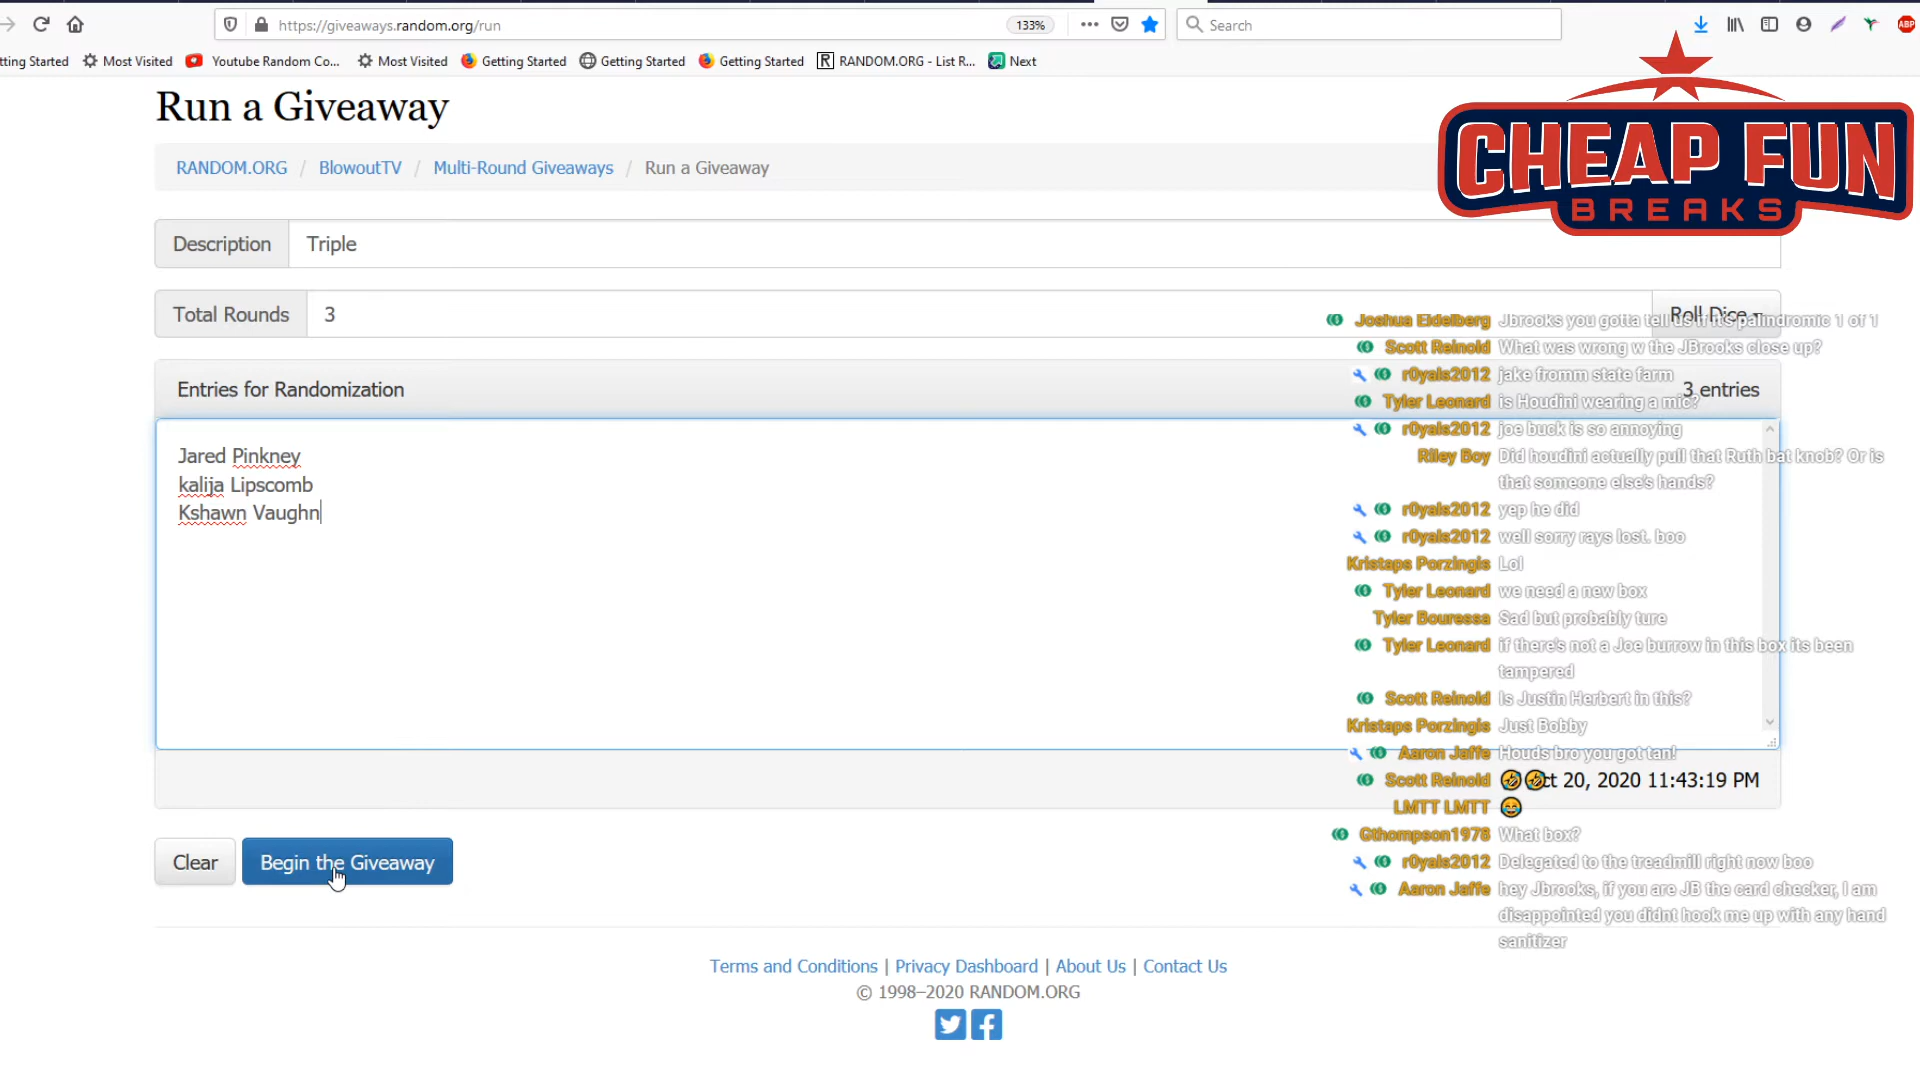 https://giveaways.random.org/run
133%
Search
ABP
ting Started
Most Visited
Youtube Random Co...
Most Visited
Getting Started
Getting Started
Getting Started
R
RANDOM.ORG - List R...
Next
Run a Giveaway
CHEAP FUN
BREAKS
RANDOM.ORG / BlowoutTV / Multi-Round Giveaways / Run a Giveaway
Description Triple
Total Rounds 3
Roll Dice
Entries for Randomization
3 entries
Jared Pinkney
kalija Lipscomb
Kshawn Vaughn
Joshua Eidelberg Jbrooks you gotta tell us if it's palindromic 1 of 1
Scott Reinold What was wrong w the JBrooks close up?
r0yals2012 jake fromm state farm
Tyler Leonard is Houdini wearing a mic?
r0yals2012 joe buck is so annoying
Riley Boy Did houdini actually pull that Ruth bat knob? Or is
that someone else's hands?
r0yals2012 yep he did
r0yals2012 well sorry rays lost. boo
Kristaps Porzingis Lol
Tyler Leonard we need a new box
Tyler Bouressa Sad but probably ture
Tyler Leonard if there's not a Joe burrow in this box its been
tampered
Scott Reinold Is Justin Herbert in this?
Kristaps Porzingis Just Bobby
Aaron Jaffe Houds bro you got tan!
Scott Reinold 🤣🤣
ct 20, 2020 11:43:19 PM
LMTT LMTT 😂
Gthompson1978 What box?
r0yals2012 Delegated to the treadmill right now boo
Aaron Jaffe hey Jbrooks, if you are JB the card checker, I am
disappointed you didnt hook me up with any hand
sanitizer
Clear
Begin the Giveaway
Terms and Conditions | Privacy Dashboard | About Us | Contact Us
© 1998–2020 RANDOM.ORG